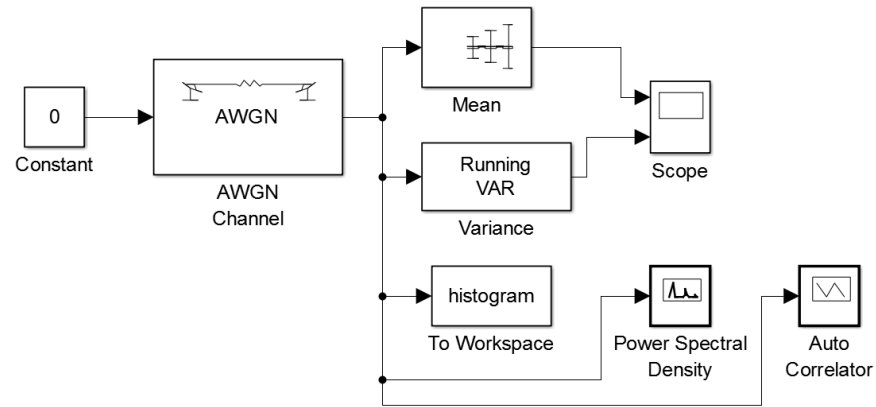 0
Constant
AWGN
AWGN
Channel
Mean
Running
VAR
Variance
Scope
histogram
To Workspace
Power Spectral
Density
Auto
Correlator